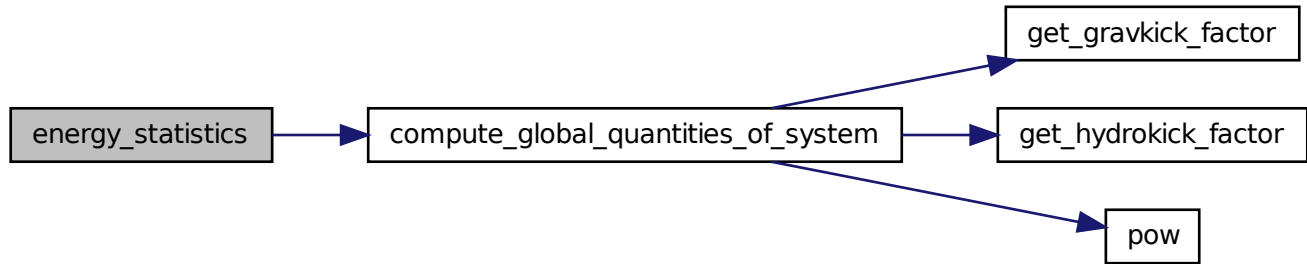 get_gravkick_factor
energy_statistics
compute_global_quantities_of_system
get_hydrokick_factor
pow